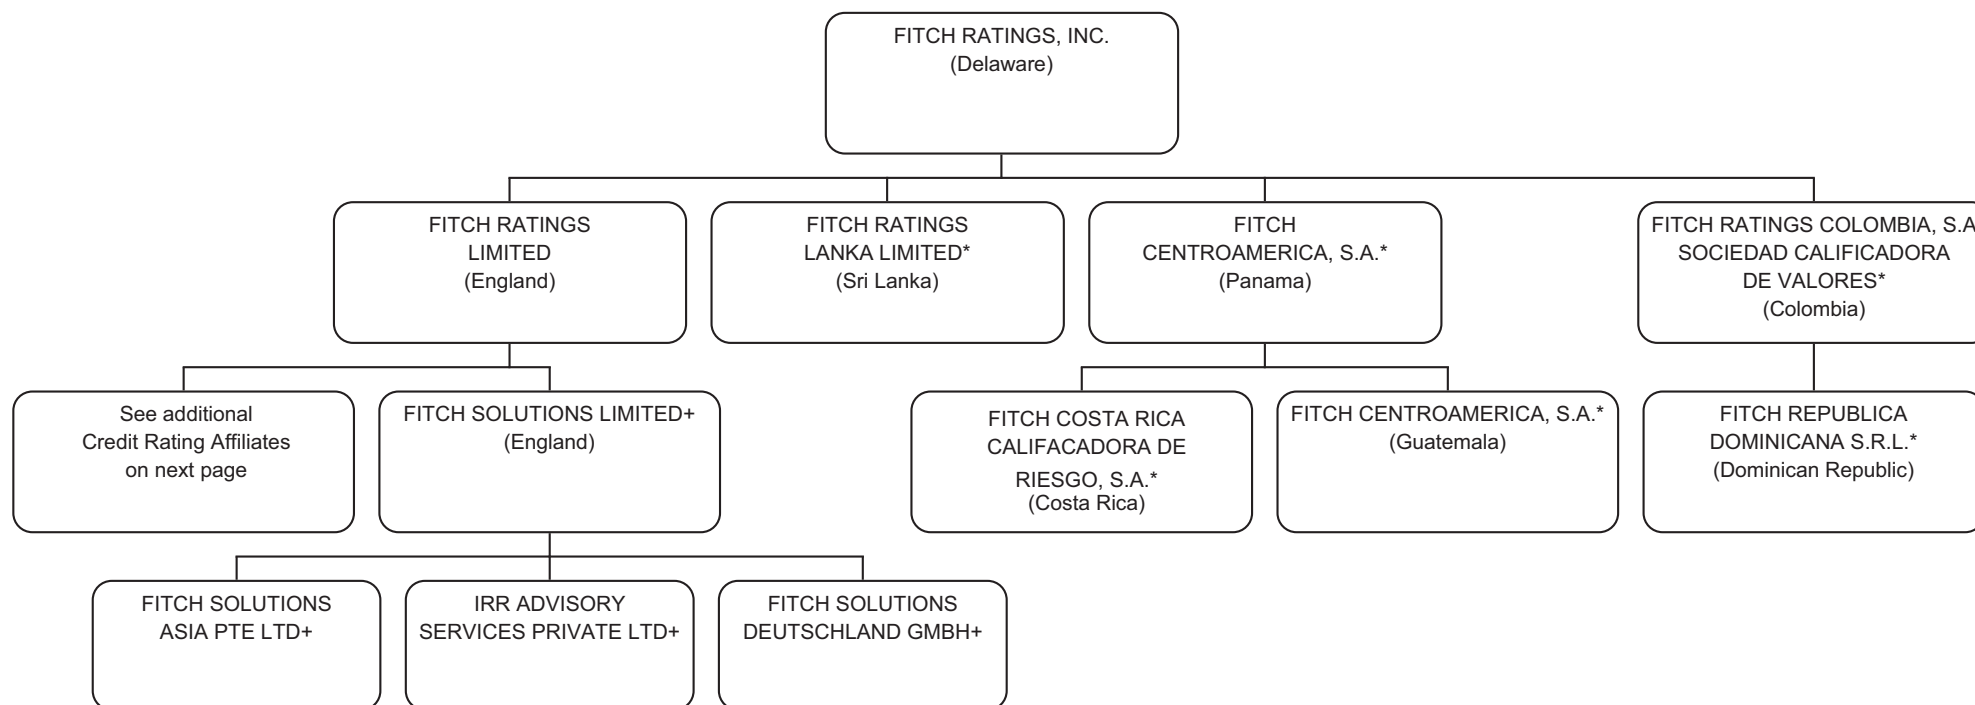 FITCH RATINGS, INC.
(Delaware)
FITCH RATINGS
LIMITED
(England)
FITCH RATINGS
LANKA LIMITED*
(Sri Lanka)
FITCH
CENTROAMERICA, S.A.*
(Panama)
FITCH RATINGS COLOMBIA, S.A
SOCIEDAD CALIFICADORA
DE VALORES*
(Colombia)
See additional
Credit Rating Affiliates
on next page
FITCH SOLUTIONS LIMITED+
(England)
FITCH COSTA RICA
CALIFACADORA DE
RIESGO, S.A.*
(Costa Rica)
FITCH CENTROAMERICA, S.A.*
(Guatemala)
FITCH REPUBLICA
DOMINICANA S.R.L.*
(Dominican Republic)
FITCH SOLUTIONS
ASIA PTE LTD+
IRR ADVISORY
SERVICES PRIVATE LTD+
FITCH SOLUTIONS
DEUTSCHLAND GMBH+